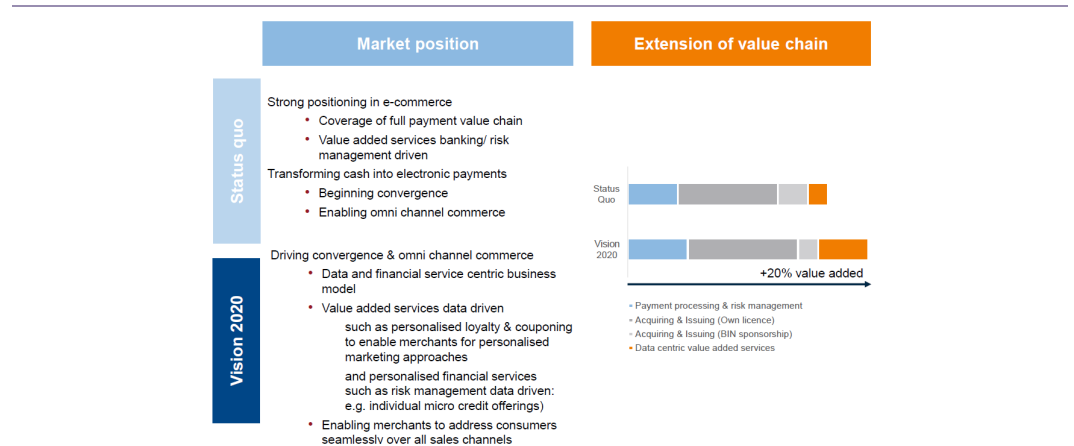 Market position
Extension of value chain
Status quo
Strong positioning in e-commerce
• Coverage of full payment value chain
• Value added services banking/ risk
management driven
Transforming cash into electronic payments
• Beginning convergence
• Enabling omni channel commerce
Vision 2020
Driving convergence & omni channel commerce
• Data and financial service centric business
model
• Value added services data driven
such as personalised loyalty & couponing
to enable merchants for personalised
marketing approaches
and personalised financial services
such as risk management data driven:
e.g. individual micro credit offerings)
• Enabling merchants to address consumers
seamlessly over all sales channels
Status
Quo
Vision
2020
+20% value added
Payment processing & risk management
Acquiring & Issuing (Own licence)
Acquiring & Issuing (BIN sponsorship)
Data centric value added services